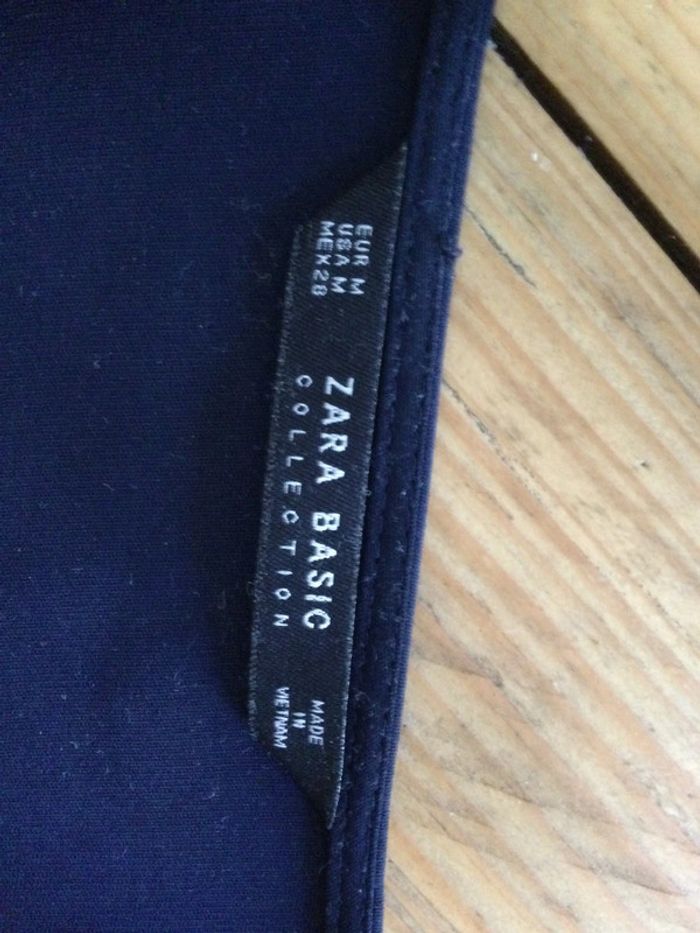 EUR M
USA M
MEX 28
ZARA BASIC
COLLECTION
MADE
IN
VIETNAM